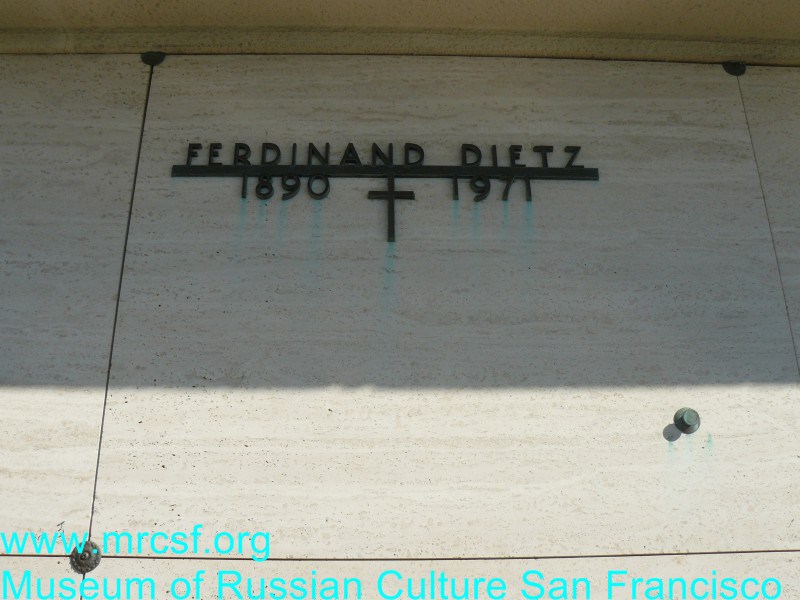 FERDINAND DIETZ
1890 1971
www.mrcsf.org
Museum of Russian Culture San Francisco